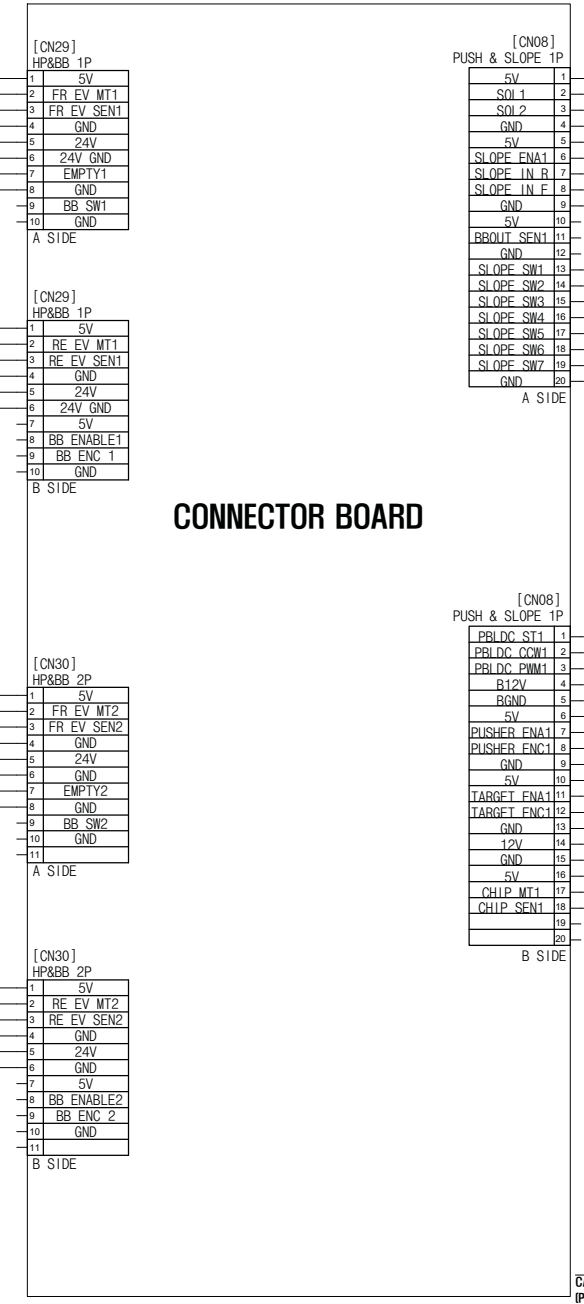 [CN29]
HP&BB 1P
1 5V
2 FR EV MT1
3 FR EV SEN1
4 GND
5 24V
6 24V GND
7 EMPTY1
8 GND
9 BB SW1
10 GND
A SIDE
[CN29]
HP&BB 1P
1 5V
2 RE EV MT1
3 RE EV SEN1
4 GND
5 24V
6 24V GND
7 5V
8 BB ENABLE1
9 BB ENC 1
10 GND
B SIDE
[CN08]
PUSH & SLOPE 1P
5V 1
SOL1 2
SOL2 3
GND 4
5V 5
SLOPE ENA1 6
SLOPE IN R 7
SLOPE IN F 8
GND 9
5V 10
BBOUT SEN1 11
GND 12
SLOPE SW1 13
SLOPE SW2 14
SLOPE SW3 15
SLOPE SW4 16
SLOPE SW5 17
SLOPE SW6 18
SLOPE SW7 19
GND 20
A SIDE
CONNECTOR BOARD
[CN30]
HP&BB 2P
1 5V
2 FR EV MT2
3 FR EV SEN2
4 GND
5 24V
6 GND
7 EMPTY2
8 GND
9 BB SW2
10 GND
11
A SIDE
[CN30]
HP&BB 2P
1 5V
2 RE EV MT2
3 RE EV SEN2
4 GND
5 24V
6 GND
7 5V
8 BB ENABLE2
9 BB ENC 2
10 GND
11
B SIDE
[CN08]
PUSH & SLOPE 1P
PBLDC ST1 1
PBLDC CCW1 2
PBLDC PWM1 3
B12V 4
BGND 5
5V 6
PUSHER ENA1 7
PUSHER ENC1 8
GND 9
5V 10
TARGET ENA1 11
TARGET ENC1 12
GND 13
12V 14
GND 15
5V 16
CHIP MT1 17
CHIP SEN1 18
19
20
B SIDE